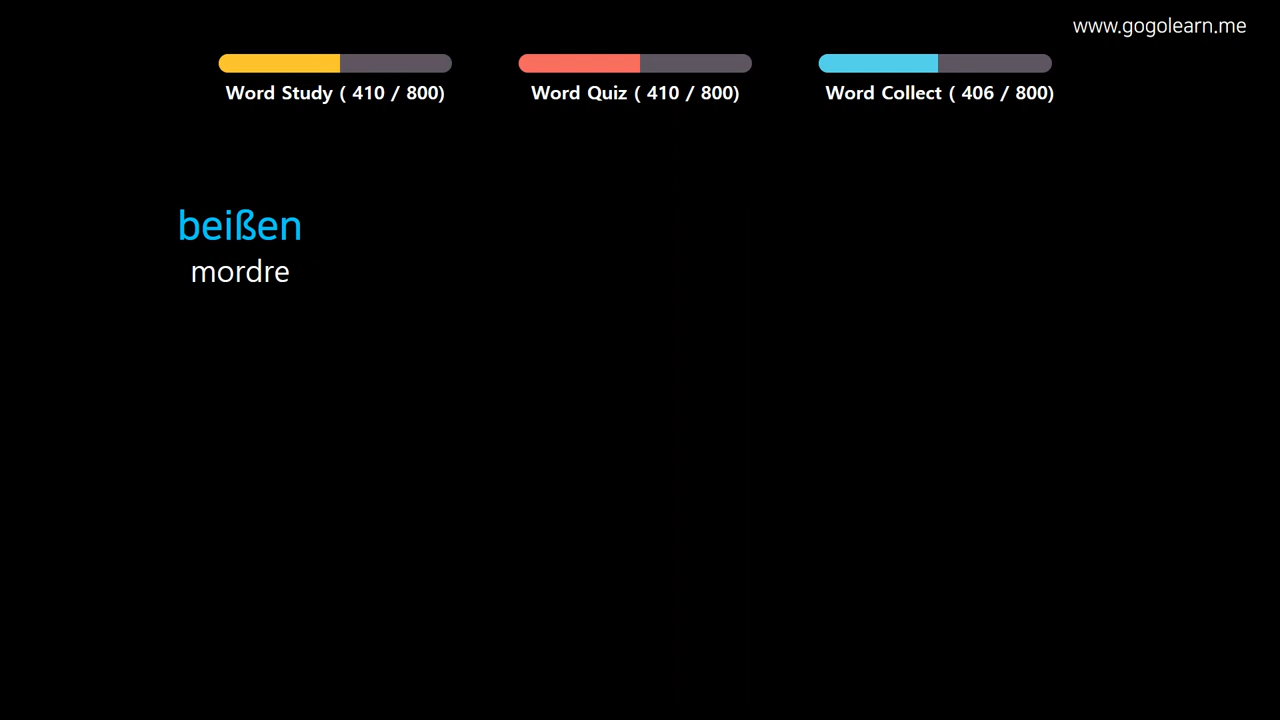 www.gogolearn.me
Word Study ( 410 / 800)
Word Quiz ( 410 / 800)
Word Collect ( 406 / 800)
beißen
mordre